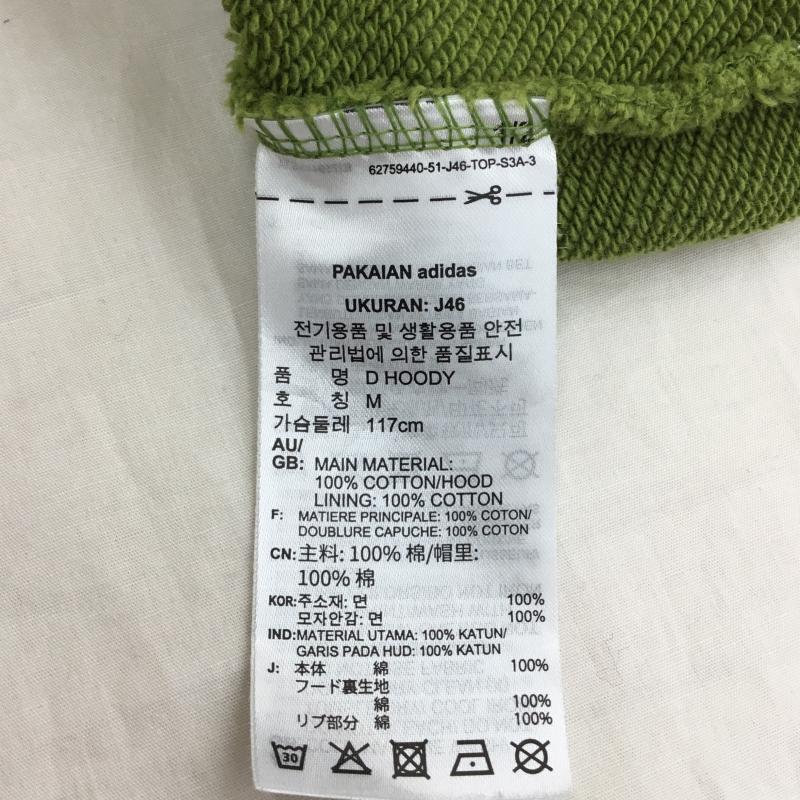 62759440-51-J46-TOP-S3A-3
PAKAIAN adidas
UKURAN: J46
전기용품 및 생활용품 안전
관리법에 의한 품질표시
품 명 D HOODY
호 칭 M
가슴둘레 117cm
AU/
GB: MAIN MATERIAL:
100% COTTON/HOOD
LINING: 100% COTTON
F: MATIERE PRINCIPALE: 100% COTON/
DOUBLURE CAPUCHE: 100% COTON
CN:主料: 100% 棉/帽里:
100% 棉
KOR:주소재: 면 100%
모자안감: 면 100%
IND:MATERIAL UTAMA: 100% KATUN/
GARIS PADA HUD: 100% KATUN
J: 本体 綿 100%
フード裏生地
綿 100%
リブ部分 綿 100%
30